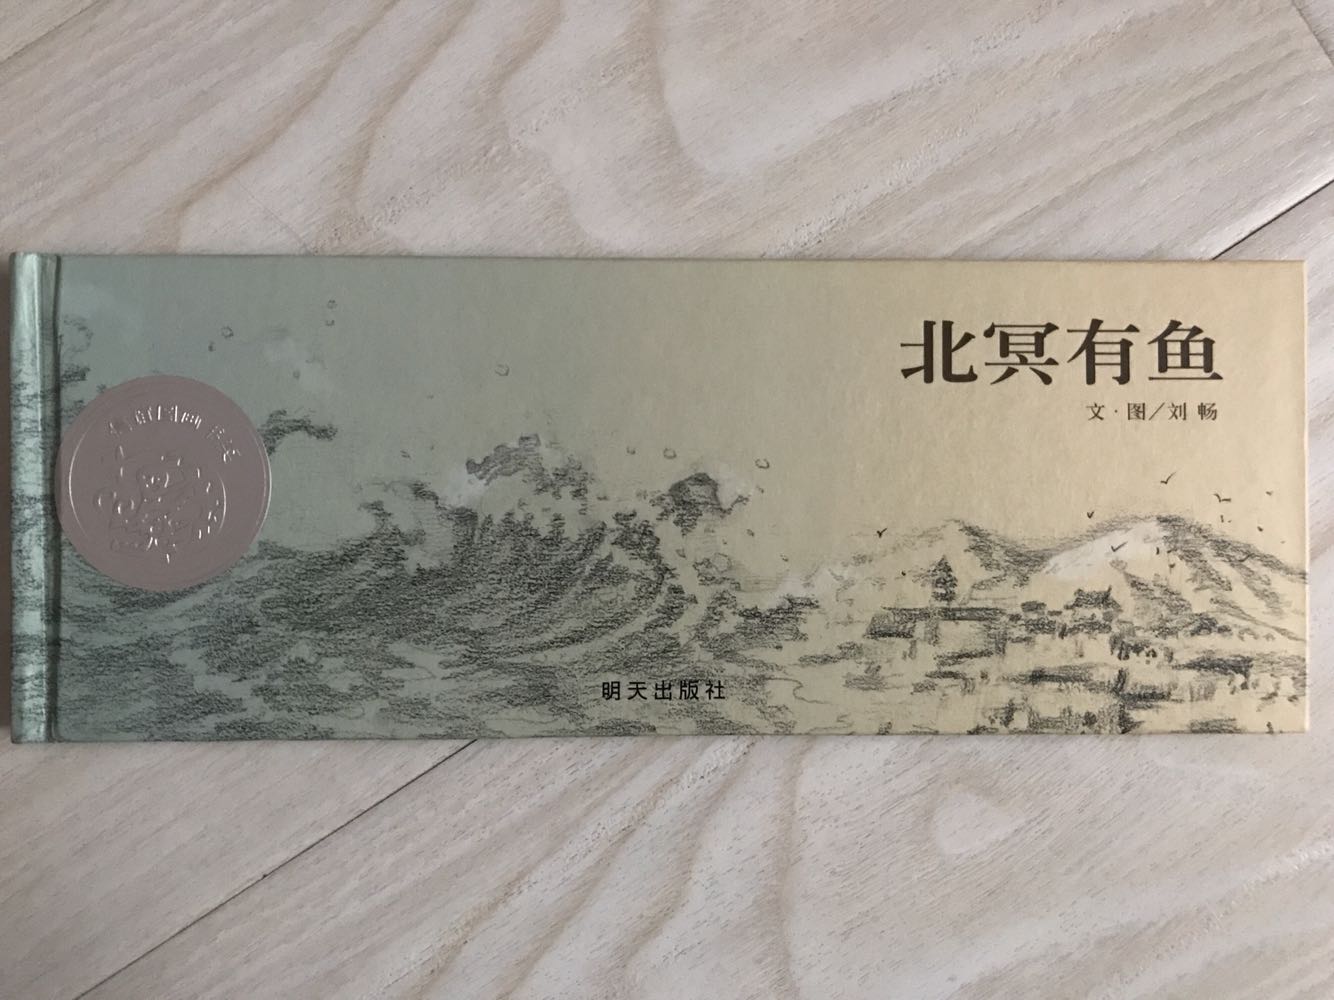 北冥有鱼
文·图/刘 畅
明天出版社